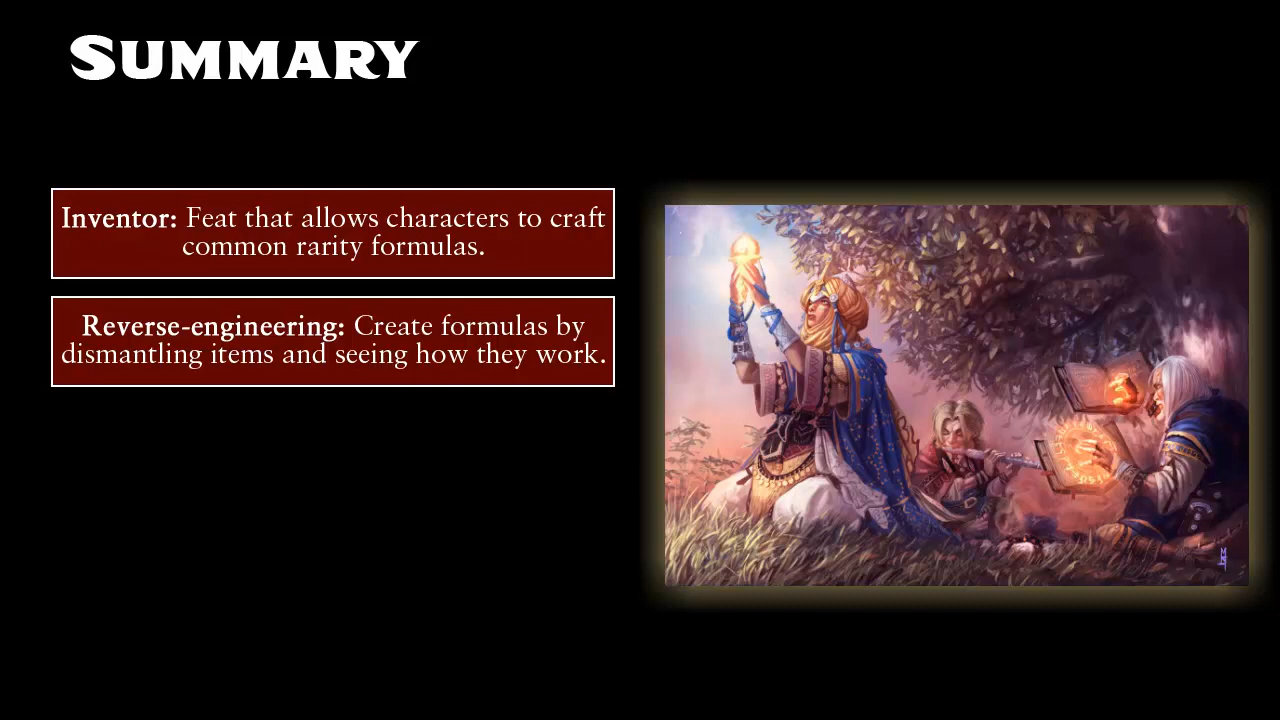 Summary
Inventor: Feat that allows characters to craft
common rarity formulas.
Reverse-engineering: Create formulas by
dismantling items and seeing how they work.